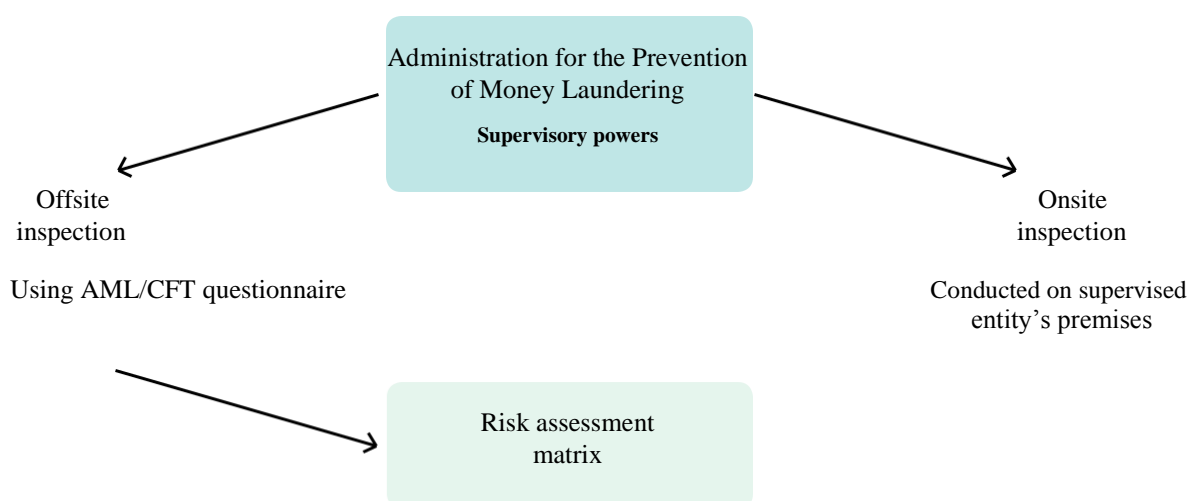 Administration for the Prevention
of Money Laundering
Supervisory powers
Offsite
inspection
Using AML/CFT questionnaire
Onsite
inspection
Conducted on supervised
entity’s premises
Risk assessment
matrix